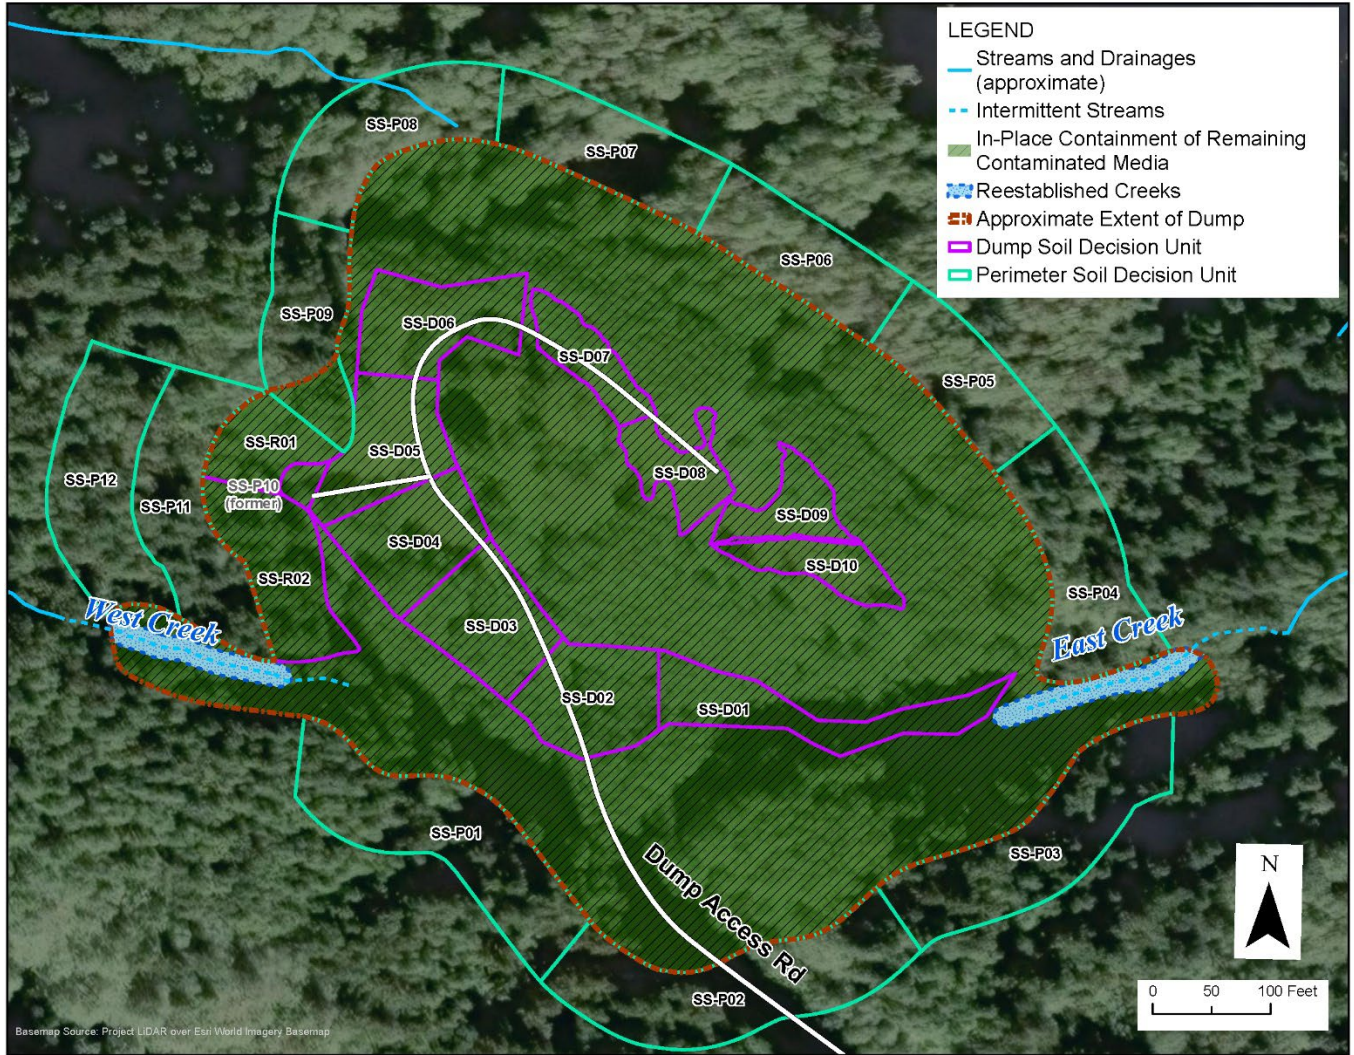 LEGEND
Streams and Drainages
(approximate)
Intermittent Streams
In-Place Containment of Remaining
Contaminated Media
Reestablished Creeks
Approximate Extent of Dump
Dump Soil Decision Unit
Perimeter Soil Decision Unit
SS-P08
SS-P07
SS-P06
SS-P09
SS-D06
SS-D07
SS-P05
SS-R01
SS-D05
SS-P12
SS-P10
(former)
SS-D08
SS-P11
SS-D09
SS-D04
SS-D10
SS-R02
SS-P04
West Creek
SS-D03
East Creek
SS-D02
SS-D01
SS-P01
SS-P03
Dump Access Rd
SS-P02
N
0 50 100 Feet
Basemap Source: Project LiDAR over Esri World Imagery Basemap